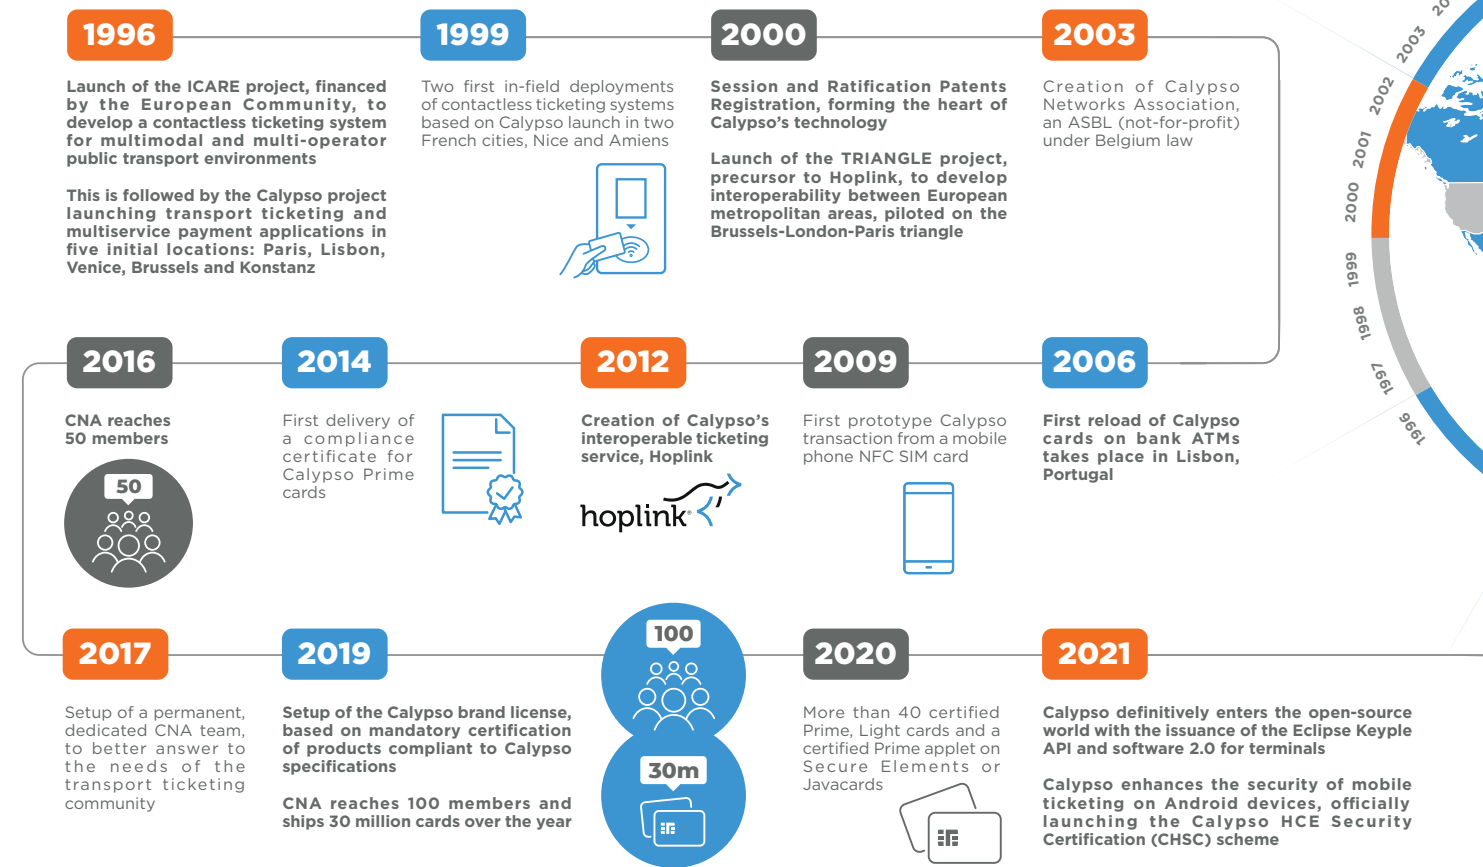 1996
Launch of the ICARE project, financed
by the European Community, to
develop a contactless ticketing system
for multimodal and multi-operator
public transport environments
This is followed by the Calypso project
launching transport ticketing and
multiservice payment applications in
five initial locations: Paris, Lisbon,
Venice, Brussels and Konstanz
1999
Two first in-field deployments
of contactless ticketing systems
based on Calypso launch in two
French cities, Nice and Amiens
2000
Session and Ratification Patents
Registration, forming the heart of
Calypso's technology
Launch of the TRIANGLE project,
precursor to Hoplink, to develop
interoperability between European
metropolitan areas, piloted on the
Brussels-London-Paris triangle
2003
Creation of Calypso
Networks Association,
an ASBL (not-for-profit)
under Belgium law
2003
2002
2001
2000
1999
1998
1997
1996
2006
First reload of Calypso
cards on bank ATMs
takes place in Lisbon,
Portugal
2009
First prototype Calypso
transaction from a mobile
phone NFC SIM card
2012
Creation of Calypso's
interoperable ticketing
service, Hoplink
hoplink®
2014
First delivery of
a compliance
certificate for
Calypso Prime
cards
2016
CNA reaches
50 members
50
2017
Setup of a permanent,
dedicated CNA team,
to better answer to
the needs of the
transport ticketing
community
2019
Setup of the Calypso brand license,
based on mandatory certification
of products compliant to Calypso
specifications
CNA reaches 100 members and
ships 30 million cards over the year
100
30m
2020
More than 40 certified
Prime, Light cards and a
certified Prime applet on
Secure Elements or
Javacards
2021
Calypso definitively enters the open-source
world with the issuance of the Eclipse Keyple
API and software 2.0 for terminals
Calypso enhances the security of mobile
ticketing on Android devices, officially
launching the Calypso HCE Security
Certification (CHSC) scheme